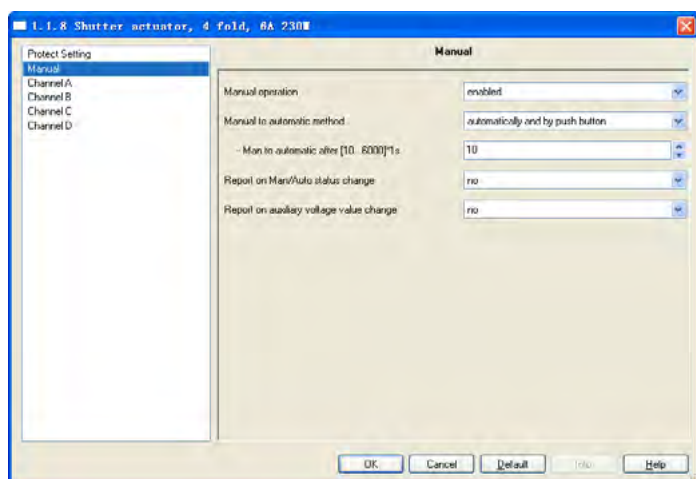 1.1.8 Shutter actuator, 4 fold, 6A 230W
Protect Setting
Manual
Channel A
Channel B
Channel C
Channel D
Manual
Manual operation
enabled
Manual to automatic method
automatically and by push button
- Man to automatic after [10...6000]*1s
10
Report on Man/Auto status change
no
Report on auxiliary voltage value change
no
OK
Cancel
Default
Info
Help